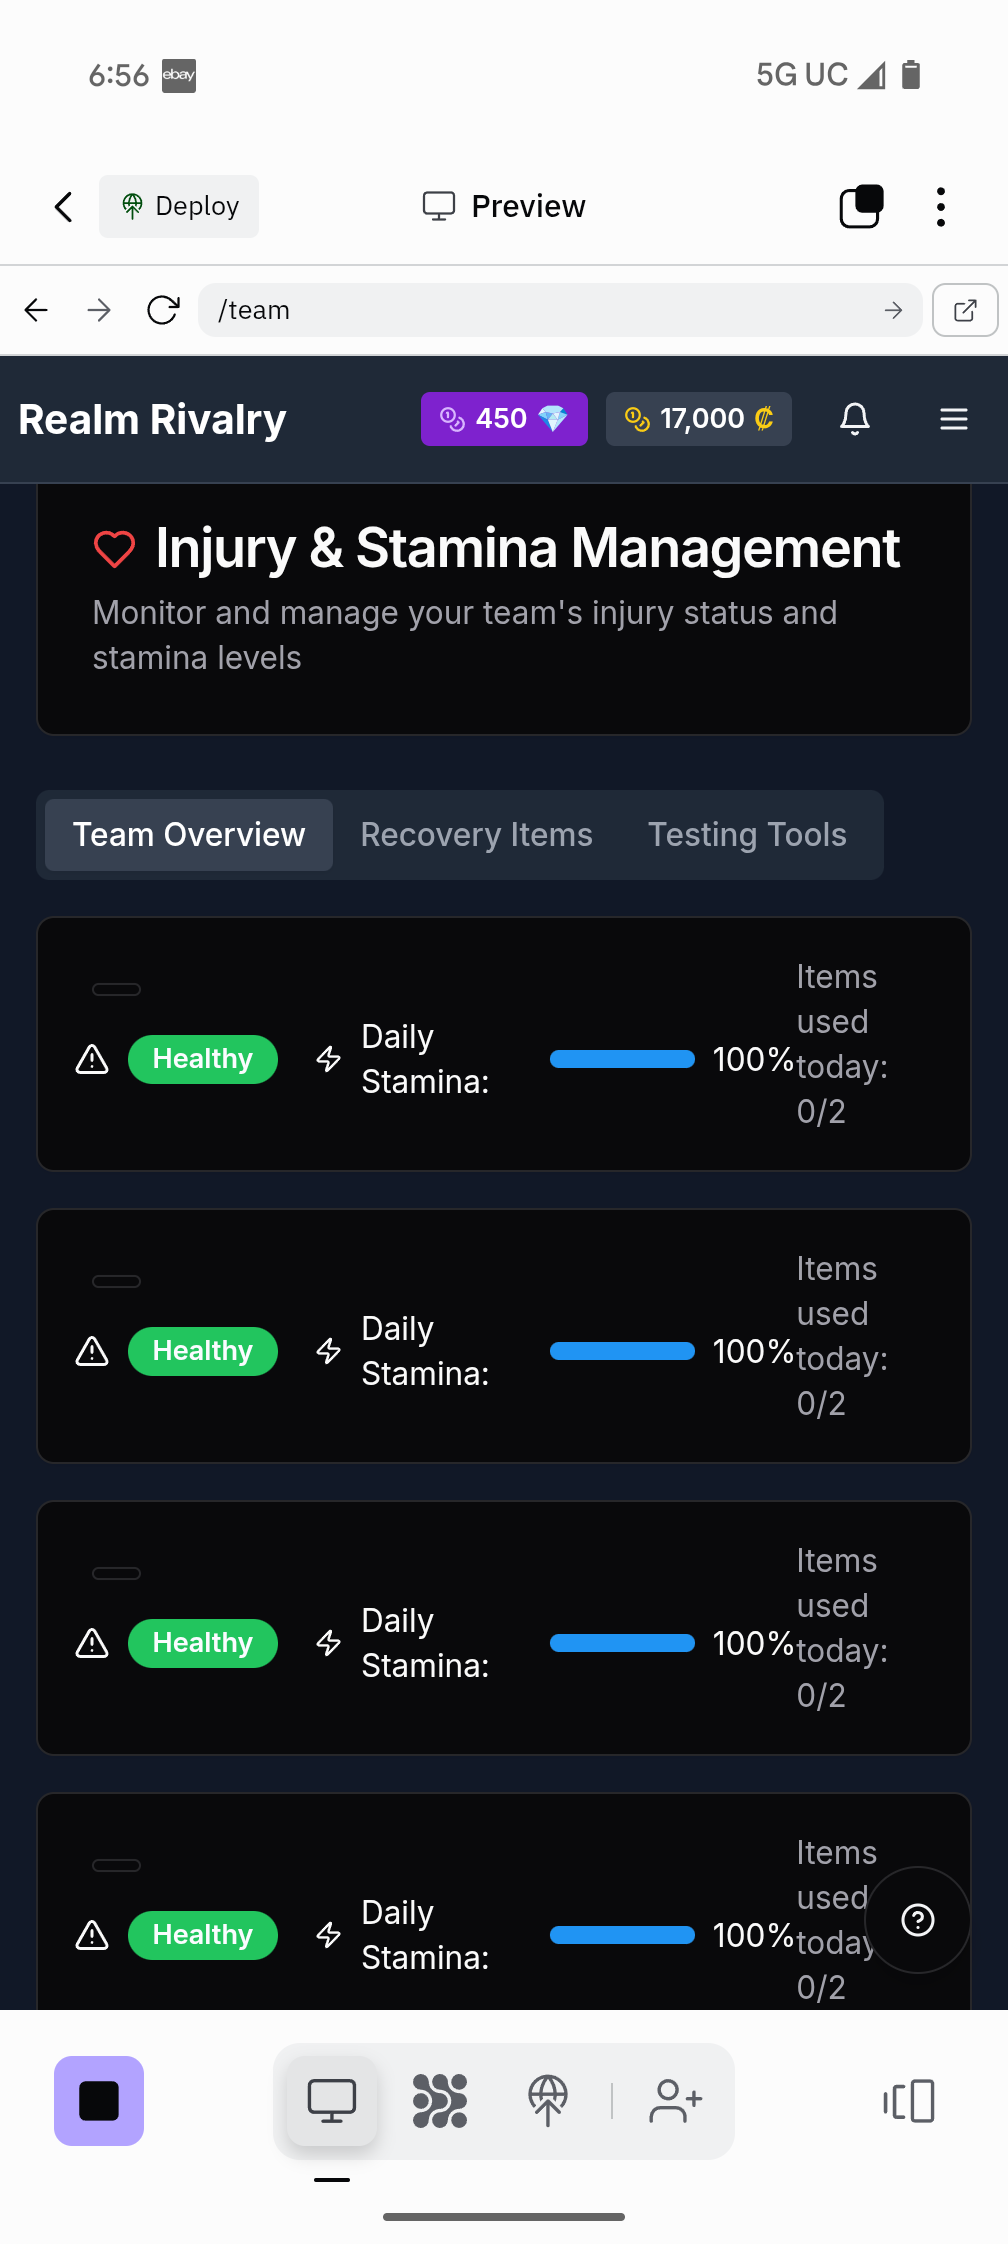 6:56 ebay 5G UC
Deploy Preview
/team
Realm Rivalry 450 17,000 ₡
Injury & Stamina Management
Monitor and manage your team's injury status and
stamina levels
Team Overview Recovery Items Testing Tools
Healthy Daily Stamina: 100% Items used today: 0/2
Healthy Daily Stamina: 100% Items used today: 0/2
Healthy Daily Stamina: 100% Items used today: 0/2
Healthy Daily Stamina: 100% Items used today 0/2